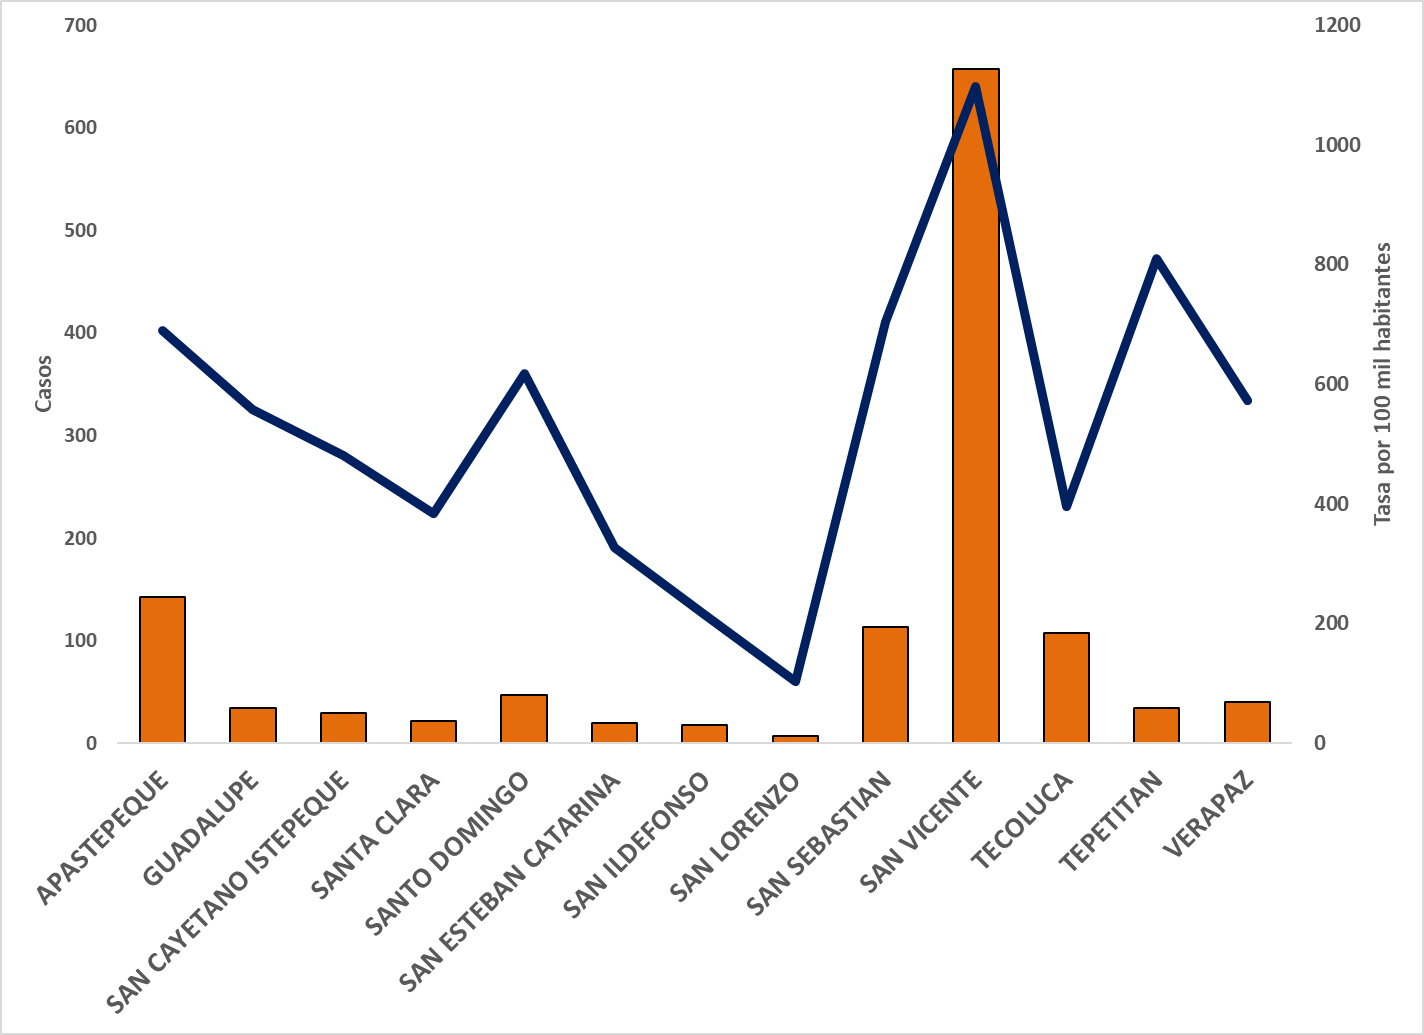 700
600
500
400
300
200
100
0
Casos
1200
1000
800
600
400
200
0
Tasa por 100 mil habitantes
APASTEPEQUE
GUADALUPE
SAN CAYETANO ISTEPEQUE
SANTA CLARA
SANTO DOMINGO
SAN ESTEBAN CATARINA
SAN ILDEFONSO
SAN LORENZO
SAN SEBASTIAN
SAN VICENTE
TECOLUCA
TEPETITAN
VERAPAZ